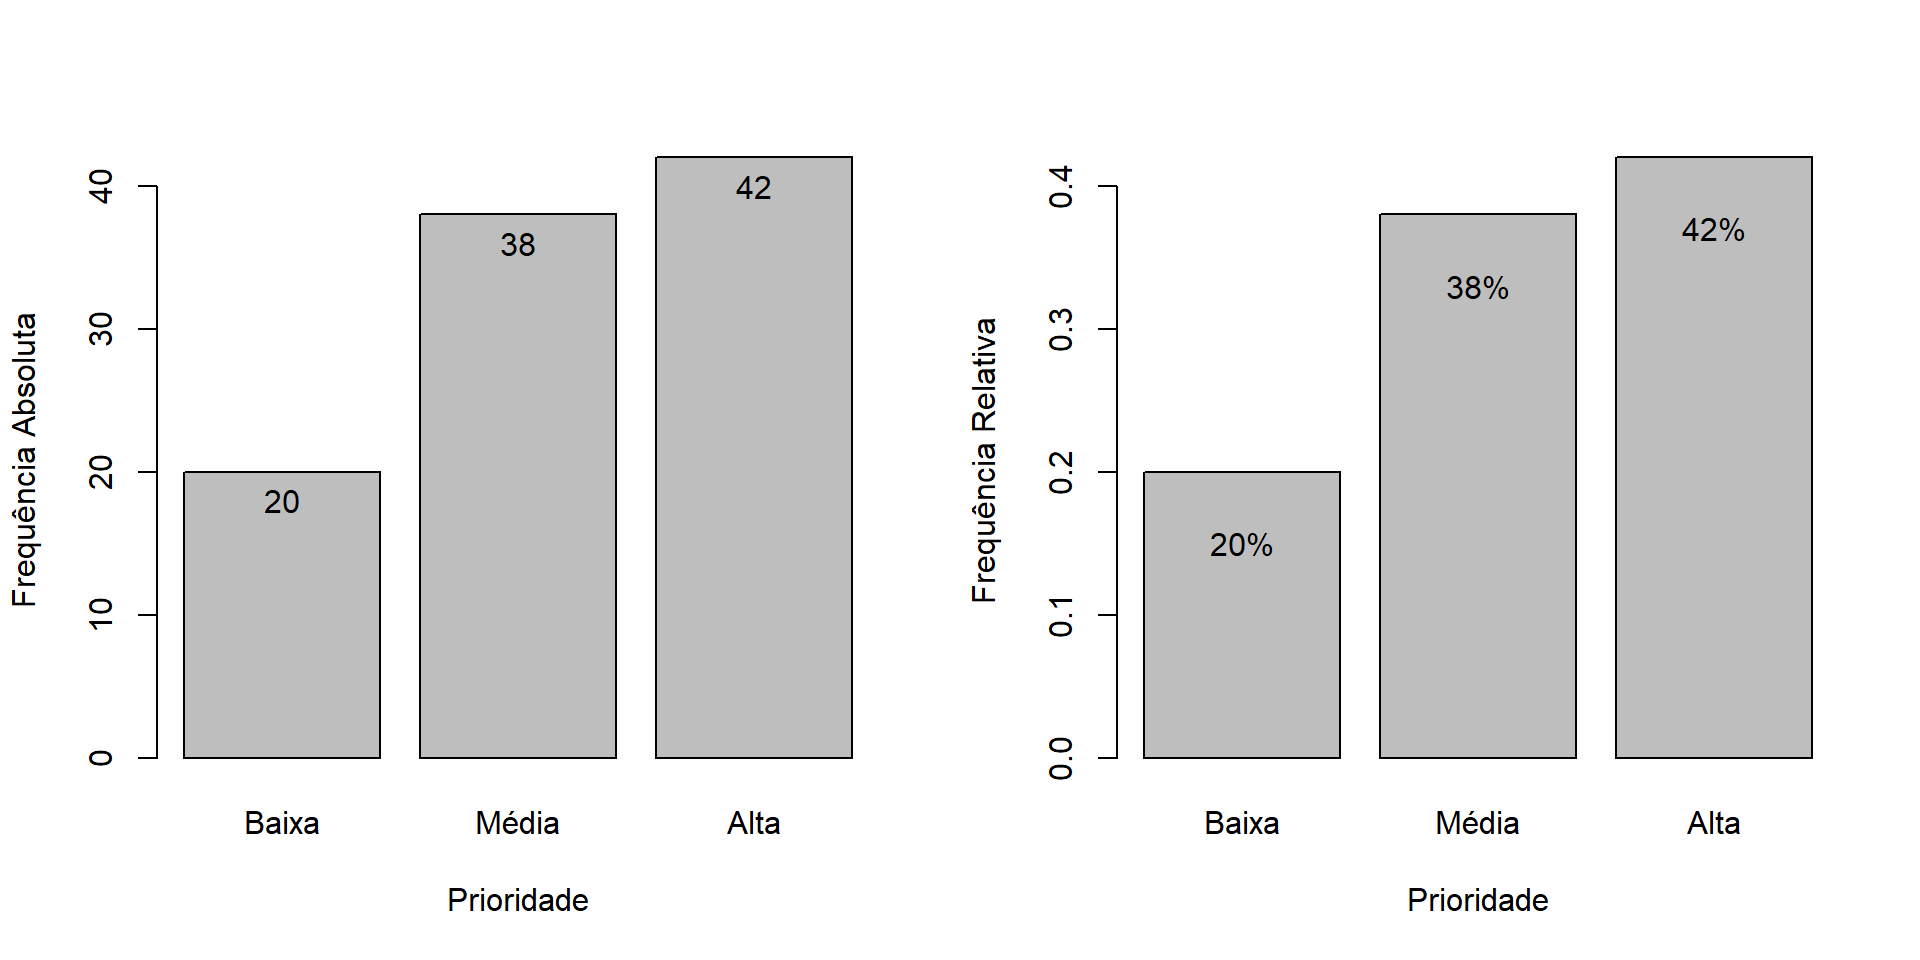 Frequência Absoluta
40
30
20
10
0
42
38
20
Baixa Média Alta
Prioridade
Frequência Relativa
0.4
0.3
0.2
0.1
0.0
42%
38%
20%
Baixa Média Alta
Prioridade